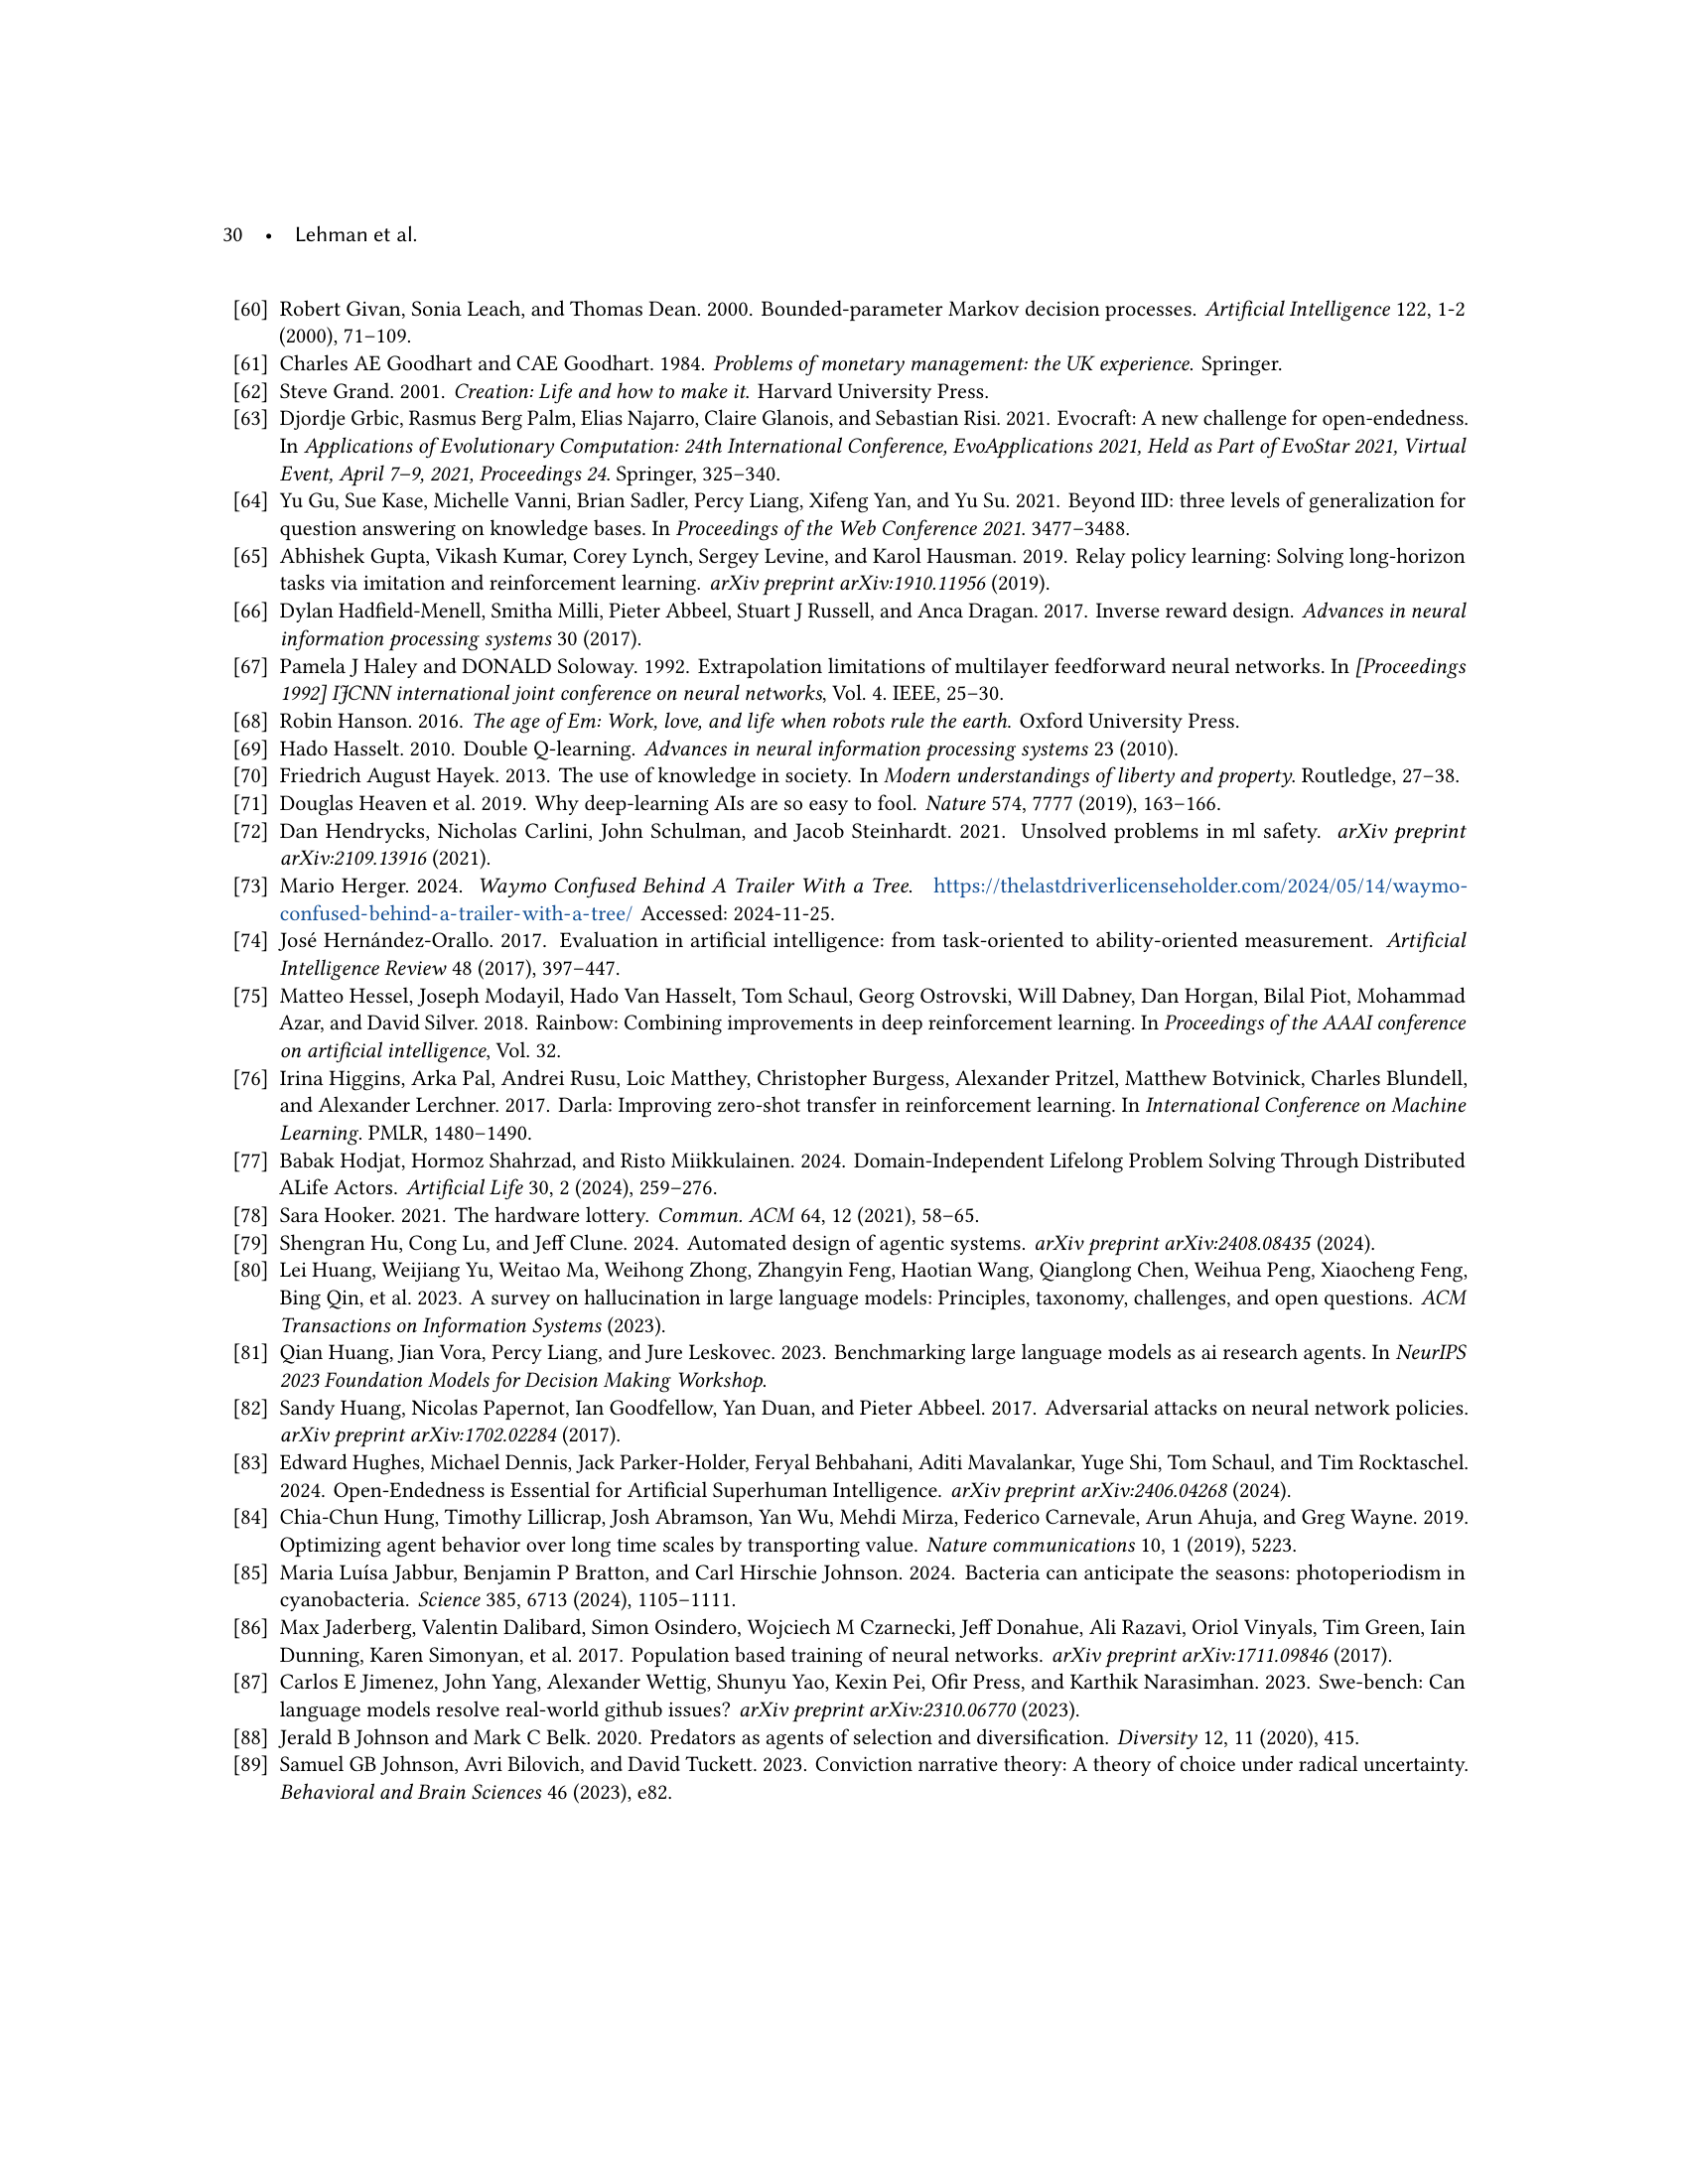 30 • Lehman et al.
[60] Robert Givan, Sonia Leach, and Thomas Dean. 2000. Bounded-parameter Markov decision processes. Artificial Intelligence 122, 1-2
(2000), 71–109.
[61] Charles AE Goodhart and CAE Goodhart. 1984. Problems of monetary management: the UK experience. Springer.
[62] Steve Grand. 2001. Creation: Life and how to make it. Harvard University Press.
[63] Djordje Grbic, Rasmus Berg Palm, Elias Najarro, Claire Glanois, and Sebastian Risi. 2021. Evocraft: A new challenge for open-endedness.
In Applications of Evolutionary Computation: 24th International Conference, EvoApplications 2021, Held as Part of EvoStar 2021, Virtual
Event, April 7–9, 2021, Proceedings 24. Springer, 325–340.
[64] Yu Gu, Sue Kase, Michelle Vanni, Brian Sadler, Percy Liang, Xifeng Yan, and Yu Su. 2021. Beyond IID: three levels of generalization for
question answering on knowledge bases. In Proceedings of the Web Conference 2021. 3477–3488.
[65] Abhishek Gupta, Vikash Kumar, Corey Lynch, Sergey Levine, and Karol Hausman. 2019. Relay policy learning: Solving long-horizon
tasks via imitation and reinforcement learning. arXiv preprint arXiv:1910.11956 (2019).
[66] Dylan Hadfield-Menell, Smitha Milli, Pieter Abbeel, Stuart J Russell, and Anca Dragan. 2017. Inverse reward design. Advances in neural
information processing systems 30 (2017).
[67] Pamela J Haley and DONALD Soloway. 1992. Extrapolation limitations of multilayer feedforward neural networks. In [Proceedings
1992] IJCNN international joint conference on neural networks, Vol. 4. IEEE, 25–30.
[68] Robin Hanson. 2016. The age of Em: Work, love, and life when robots rule the earth. Oxford University Press.
[69] Hado Hasselt. 2010. Double Q-learning. Advances in neural information processing systems 23 (2010).
[70] Friedrich August Hayek. 2013. The use of knowledge in society. In Modern understandings of liberty and property. Routledge, 27–38.
[71] Douglas Heaven et al. 2019. Why deep-learning AIs are so easy to fool. Nature 574, 7777 (2019), 163–166.
[72] Dan Hendrycks, Nicholas Carlini, John Schulman, and Jacob Steinhardt. 2021. Unsolved problems in ml safety. arXiv preprint
arXiv:2109.13916 (2021).
[73] Mario Herger. 2024. Waymo Confused Behind A Trailer With a Tree. https://thelastdriverlicenseholder.com/2024/05/14/waymo-
confused-behind-a-trailer-with-a-tree/ Accessed: 2024-11-25.
[74] José Hernández-Orallo. 2017. Evaluation in artificial intelligence: from task-oriented to ability-oriented measurement. Artificial
Intelligence Review 48 (2017), 397–447.
[75] Matteo Hessel, Joseph Modayil, Hado Van Hasselt, Tom Schaul, Georg Ostrovski, Will Dabney, Dan Horgan, Bilal Piot, Mohammad
Azar, and David Silver. 2018. Rainbow: Combining improvements in deep reinforcement learning. In Proceedings of the AAAI conference
on artificial intelligence, Vol. 32.
[76] Irina Higgins, Arka Pal, Andrei Rusu, Loic Matthey, Christopher Burgess, Alexander Pritzel, Matthew Botvinick, Charles Blundell,
and Alexander Lerchner. 2017. Darla: Improving zero-shot transfer in reinforcement learning. In International Conference on Machine
Learning. PMLR, 1480–1490.
[77] Babak Hodjat, Hormoz Shahrzad, and Risto Miikkulainen. 2024. Domain-Independent Lifelong Problem Solving Through Distributed
ALife Actors. Artificial Life 30, 2 (2024), 259–276.
[78] Sara Hooker. 2021. The hardware lottery. Commun. ACM 64, 12 (2021), 58–65.
[79] Shengran Hu, Cong Lu, and Jeff Clune. 2024. Automated design of agentic systems. arXiv preprint arXiv:2408.08435 (2024).
[80] Lei Huang, Weijiang Yu, Weitao Ma, Weihong Zhong, Zhangyin Feng, Haotian Wang, Qianglong Chen, Weihua Peng, Xiaocheng Feng,
Bing Qin, et al. 2023. A survey on hallucination in large language models: Principles, taxonomy, challenges, and open questions. ACM
Transactions on Information Systems (2023).
[81] Qian Huang, Jian Vora, Percy Liang, and Jure Leskovec. 2023. Benchmarking large language models as ai research agents. In NeurIPS
2023 Foundation Models for Decision Making Workshop.
[82] Sandy Huang, Nicolas Papernot, Ian Goodfellow, Yan Duan, and Pieter Abbeel. 2017. Adversarial attacks on neural network policies.
arXiv preprint arXiv:1702.02284 (2017).
[83] Edward Hughes, Michael Dennis, Jack Parker-Holder, Feryal Behbahani, Aditi Mavalankar, Yuge Shi, Tom Schaul, and Tim Rocktaschel.
2024. Open-Endedness is Essential for Artificial Superhuman Intelligence. arXiv preprint arXiv:2406.04268 (2024).
[84] Chia-Chun Hung, Timothy Lillicrap, Josh Abramson, Yan Wu, Mehdi Mirza, Federico Carnevale, Arun Ahuja, and Greg Wayne. 2019.
Optimizing agent behavior over long time scales by transporting value. Nature communications 10, 1 (2019), 5223.
[85] Maria Luísa Jabbur, Benjamin P Bratton, and Carl Hirschie Johnson. 2024. Bacteria can anticipate the seasons: photoperiodism in
cyanobacteria. Science 385, 6713 (2024), 1105–1111.
[86] Max Jaderberg, Valentin Dalibard, Simon Osindero, Wojciech M Czarnecki, Jeff Donahue, Ali Razavi, Oriol Vinyals, Tim Green, Iain
Dunning, Karen Simonyan, et al. 2017. Population based training of neural networks. arXiv preprint arXiv:1711.09846 (2017).
[87] Carlos E Jimenez, John Yang, Alexander Wettig, Shunyu Yao, Kexin Pei, Ofir Press, and Karthik Narasimhan. 2023. Swe-bench: Can
language models resolve real-world github issues? arXiv preprint arXiv:2310.06770 (2023).
[88] Jerald B Johnson and Mark C Belk. 2020. Predators as agents of selection and diversification. Diversity 12, 11 (2020), 415.
[89] Samuel GB Johnson, Avri Bilovich, and David Tuckett. 2023. Conviction narrative theory: A theory of choice under radical uncertainty.
Behavioral and Brain Sciences 46 (2023), e82.